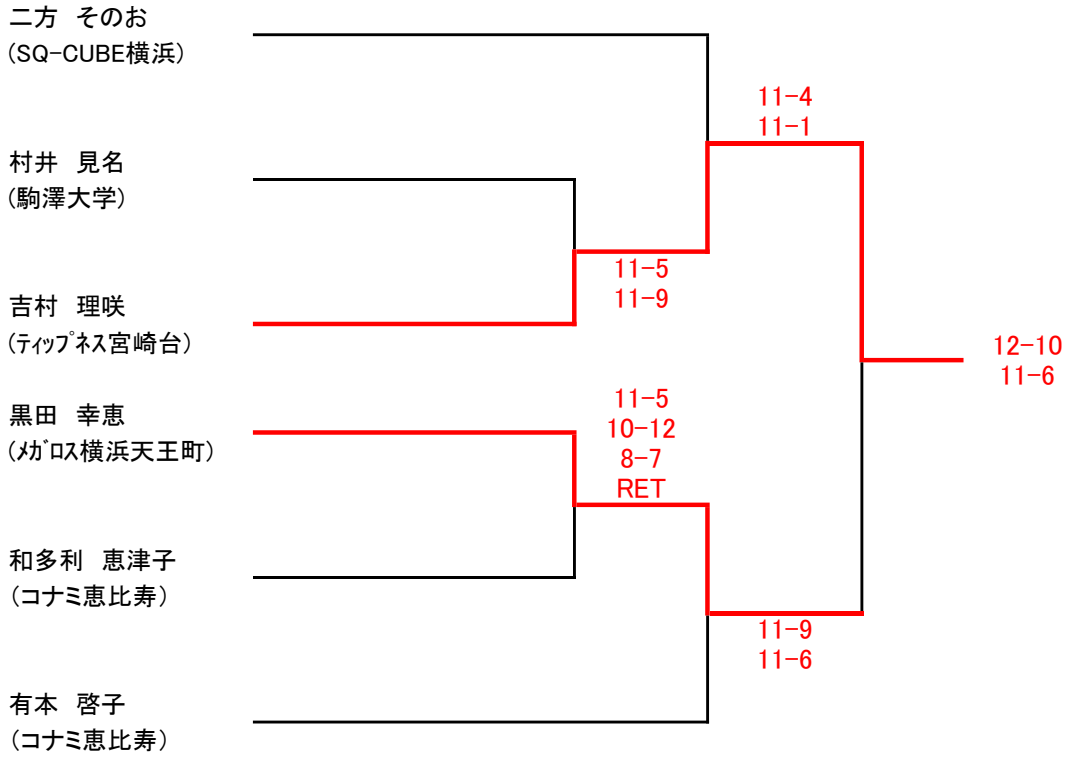 二方　そのお
(SQ-CUBE横浜)
11-4
11-1
村井　見名
(駒澤大学)
11-5
11-9
吉村　理咲
(ﾃｨｯﾌﾟﾈｽ宮崎台)
12-10
11-6
黒田　幸恵
(ﾒｶﾞﾛｽ横浜天王町)
11-5
10-12
8-7
RET
和多利　恵津子
(コナミ恵比寿)
11-9
11-6
有本　啓子
(コナミ恵比寿)